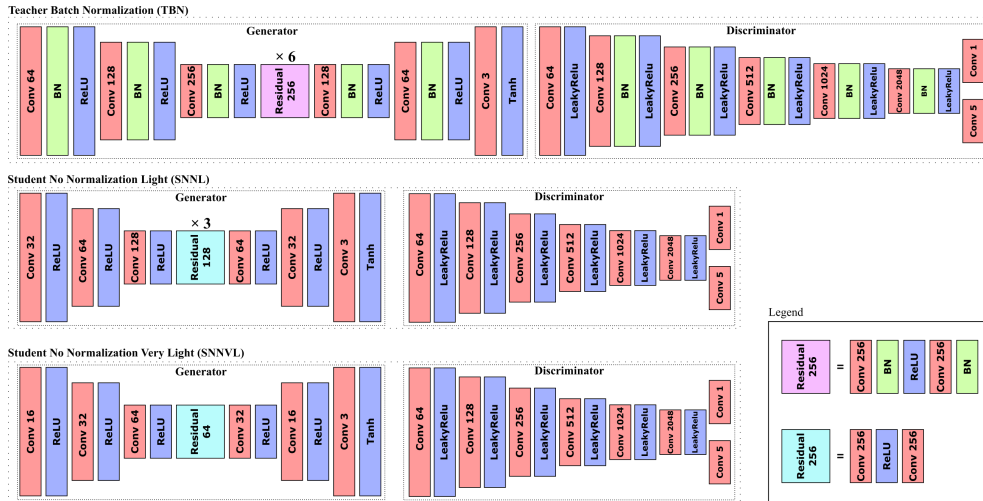 Teacher Batch Normalization (TBN)
Generator
Conv 64
BN
ReLU
Conv 128
BN
ReLU
Conv 256
BN
ReLU
× 6
Residual
256
Conv 128
BN
ReLU
Conv 64
BN
ReLU
Conv 3
Tanh
Discriminator
Conv 64
LeakyRelu
Conv 128
BN
LeakyRelu
Conv 256
BN
LeakyRelu
Conv 512
BN
LeakyRelu
Conv 1024
BN
LeakyRelu
Conv 2048
BN
LeakyRelu
Conv 1
Conv 5
Student No Normalization Light (SNNL)
Generator
Conv 32
ReLU
Conv 64
ReLU
Conv 128
ReLU
× 3
Residual
128
Conv 64
ReLU
Conv 32
ReLU
Conv 3
Tanh
Discriminator
Conv 64
LeakyRelu
Conv 128
LeakyRelu
Conv 256
LeakyRelu
Conv 512
LeakyRelu
Conv 1024
LeakyRelu
Conv 2048
LeakyRelu
Conv 1
Conv 5
Student No Normalization Very Light (SNNVL)
Generator
Conv 16
ReLU
Conv 32
ReLU
Conv 64
ReLU
Residual
64
Conv 32
ReLU
Conv 16
ReLU
Conv 3
Tanh
Discriminator
Conv 64
LeakyRelu
Conv 128
LeakyRelu
Conv 256
LeakyRelu
Conv 512
LeakyRelu
Conv 1024
LeakyRelu
Conv 2048
LeakyRelu
Conv 1
Conv 5
Legend
Residual
256
=
Conv 256
BN
ReLU
Conv 256
BN
Residual
256
=
Conv 256
ReLU
Conv 256